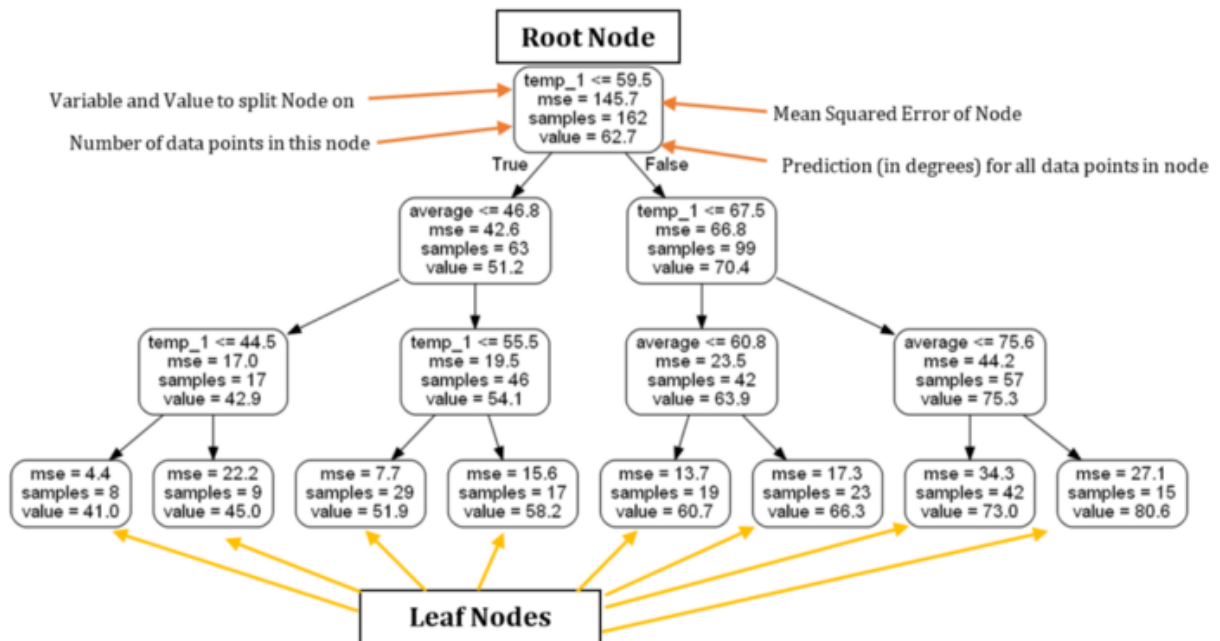 Root Node
temp_1 <= 59.5
mse = 145.7
samples = 162
value = 62.7
Variable and Value to split Node on
Number of data points in this node
Mean Squared Error of Node
Prediction (in degrees) for all data points in node
True
False
average <= 46.8
mse = 42.6
samples = 63
value = 51.2
temp_1 <= 67.5
mse = 66.8
samples = 99
value = 70.4
temp_1 <= 44.5
mse = 17.0
samples = 17
value = 42.9
temp_1 <= 55.5
mse = 19.5
samples = 46
value = 54.1
average <= 60.8
mse = 23.5
samples = 42
value = 63.9
average <= 75.6
mse = 44.2
samples = 57
value = 75.3
mse = 4.4
samples = 8
value = 41.0
mse = 22.2
samples = 9
value = 45.0
mse = 7.7
samples = 29
value = 51.9
mse = 15.6
samples = 17
value = 58.2
mse = 13.7
samples = 19
value = 60.7
mse = 17.3
samples = 23
value = 66.3
mse = 34.3
samples = 42
value = 73.0
mse = 27.1
samples = 15
value = 80.6
Leaf Nodes